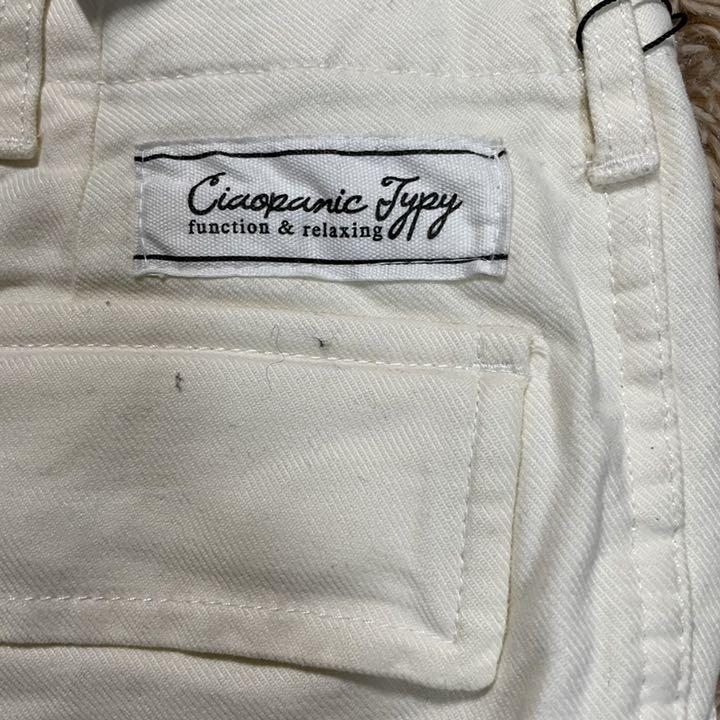 Ciaopanic Typy
function & relaxing